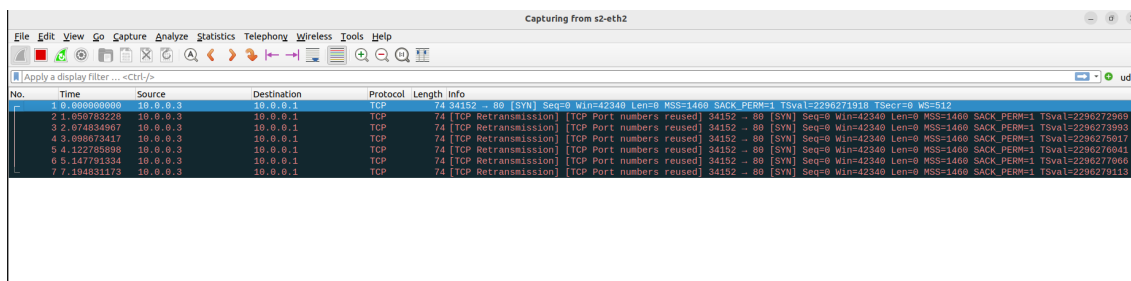 Capturing from s2-eth2
File Edit View Go Capture Analyze Statistics Telephony Wireless Tools Help
Apply a display filter ... <Ctrl-/> ud
No. Time Source Destination Protocol Length Info
1 0.000000000 10.0.0.3 10.0.0.1 TCP 74 34152 → 80 [SYN] Seq=0 Win=42340 Len=0 MSS=1460 SACK_PERM=1 TSval=2296271918 TSecr=0 WS=512
2 1.050783228 10.0.0.3 10.0.0.1 TCP 74 [TCP Retransmission] [TCP Port numbers reused] 34152 → 80 [SYN] Seq=0 Win=42340 Len=0 MSS=1460 SACK_PERM=1 TSval=2296272969
3 2.074834967 10.0.0.3 10.0.0.1 TCP 74 [TCP Retransmission] [TCP Port numbers reused] 34152 → 80 [SYN] Seq=0 Win=42340 Len=0 MSS=1460 SACK_PERM=1 TSval=2296273993
4 3.098673417 10.0.0.3 10.0.0.1 TCP 74 [TCP Retransmission] [TCP Port numbers reused] 34152 → 80 [SYN] Seq=0 Win=42340 Len=0 MSS=1460 SACK_PERM=1 TSval=2296275017
5 4.122785898 10.0.0.3 10.0.0.1 TCP 74 [TCP Retransmission] [TCP Port numbers reused] 34152 → 80 [SYN] Seq=0 Win=42340 Len=0 MSS=1460 SACK_PERM=1 TSval=2296276041
6 5.147791334 10.0.0.3 10.0.0.1 TCP 74 [TCP Retransmission] [TCP Port numbers reused] 34152 → 80 [SYN] Seq=0 Win=42340 Len=0 MSS=1460 SACK_PERM=1 TSval=2296277066
7 7.194831173 10.0.0.3 10.0.0.1 TCP 74 [TCP Retransmission] [TCP Port numbers reused] 34152 → 80 [SYN] Seq=0 Win=42340 Len=0 MSS=1460 SACK_PERM=1 TSval=2296279113